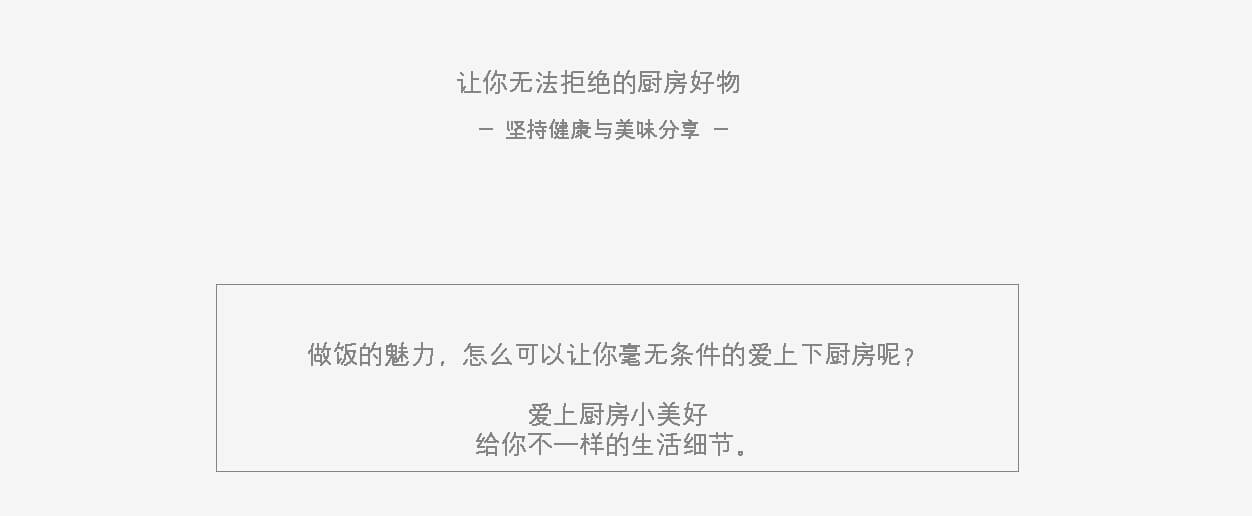 让你无法拒绝的厨房好物
— 坚持健康与美味分享 —
做饭的魅力，怎么可以让你毫无条件的爱上下厨房呢？
爱上厨房小美好
给你不一样的生活细节。